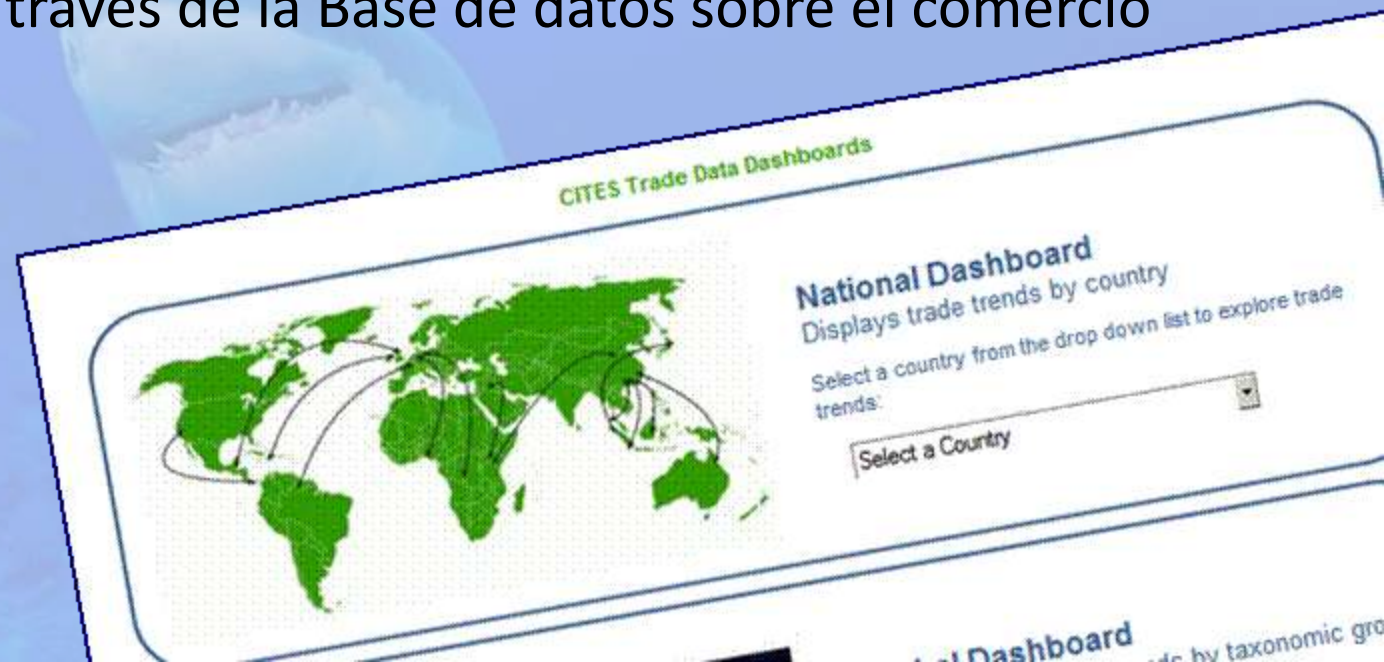 través de la Base de datos sobre el comercio
CITES Trade Data Dashboards
National Dashboard
Displays trade trends by country
Select a country from the drop down list to explore trade
trends:
Select a Country
Dashboard
by taxonomic